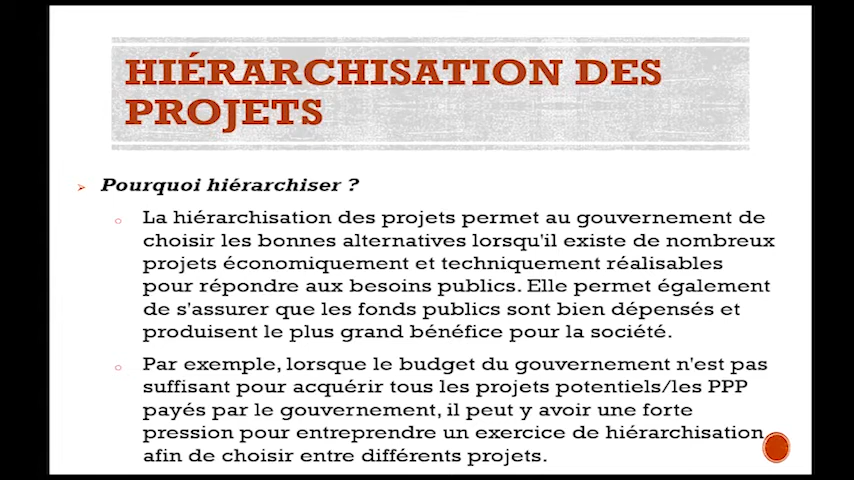 HIÉRARCHISATION DES
PROJETS
Pourquoi hiérarchiser ?
La hiérarchisation des projets permet au gouvernement de
choisir les bonnes alternatives lorsqu'il existe de nombreux
projets économiquement et techniquement réalisables
pour répondre aux besoins publics. Elle permet également
de s'assurer que les fonds publics sont bien dépensés et
produisent le plus grand bénéfice pour la société.
Par exemple, lorsque le budget du gouvernement n'est pas
suffisant pour acquérir tous les projets potentiels/les PPP
payés par le gouvernement, il peut y avoir une forte
pression pour entreprendre un exercice de hiérarchisation
afin de choisir entre différents projets.